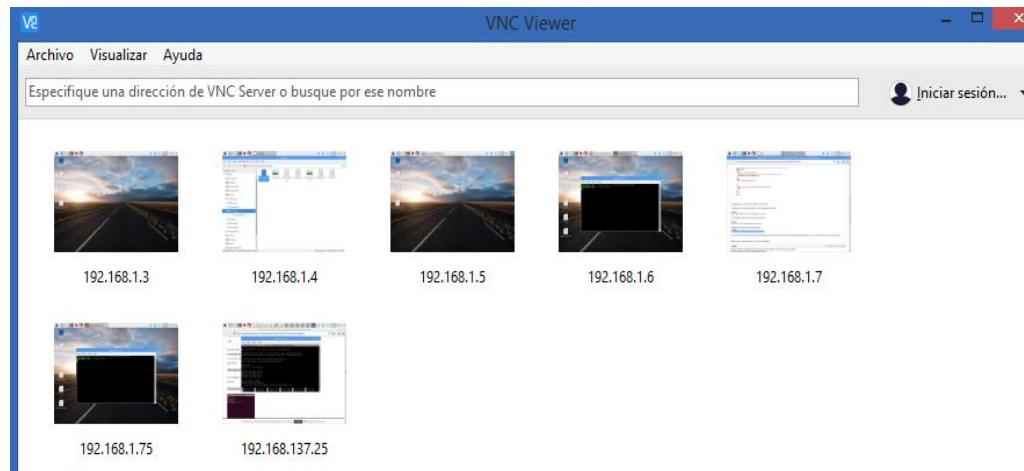 VNC Viewer
Archivo Visualizar Ayuda
Especifique una dirección de VNC Server o busque por ese nombre
Iniciar sesión...
192.168.1.3 192.168.1.4 192.168.1.5 192.168.1.6 192.168.1.7
192.168.1.75 192.168.137.25